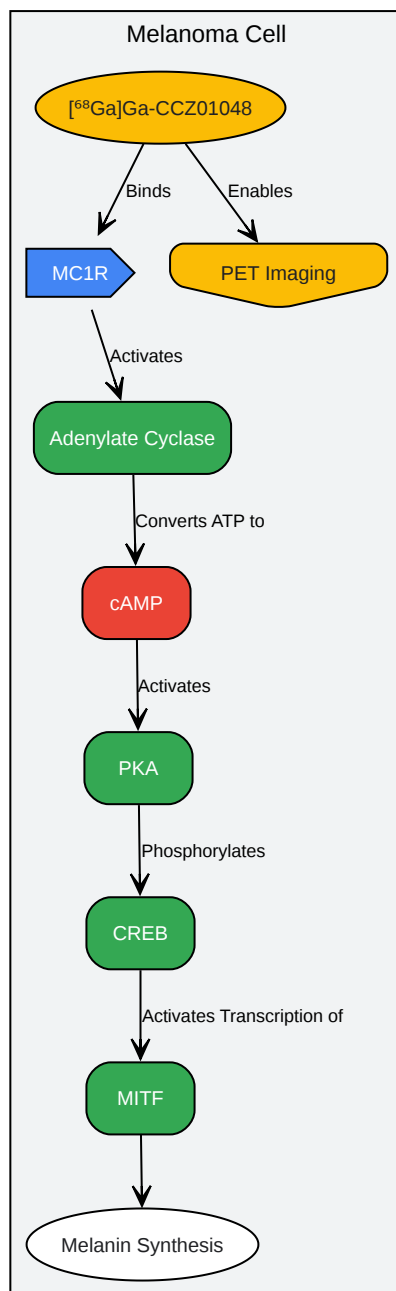 Melanoma Cell
[⁶⁸Ga]Ga-CCZ01048
Binds
Enables
MC1R
PET Imaging
Activates
Adenylate Cyclase
Converts ATP to
cAMP
Activates
PKA
Phosphorylates
CREB
Activates Transcription of
MITF
Melanin Synthesis